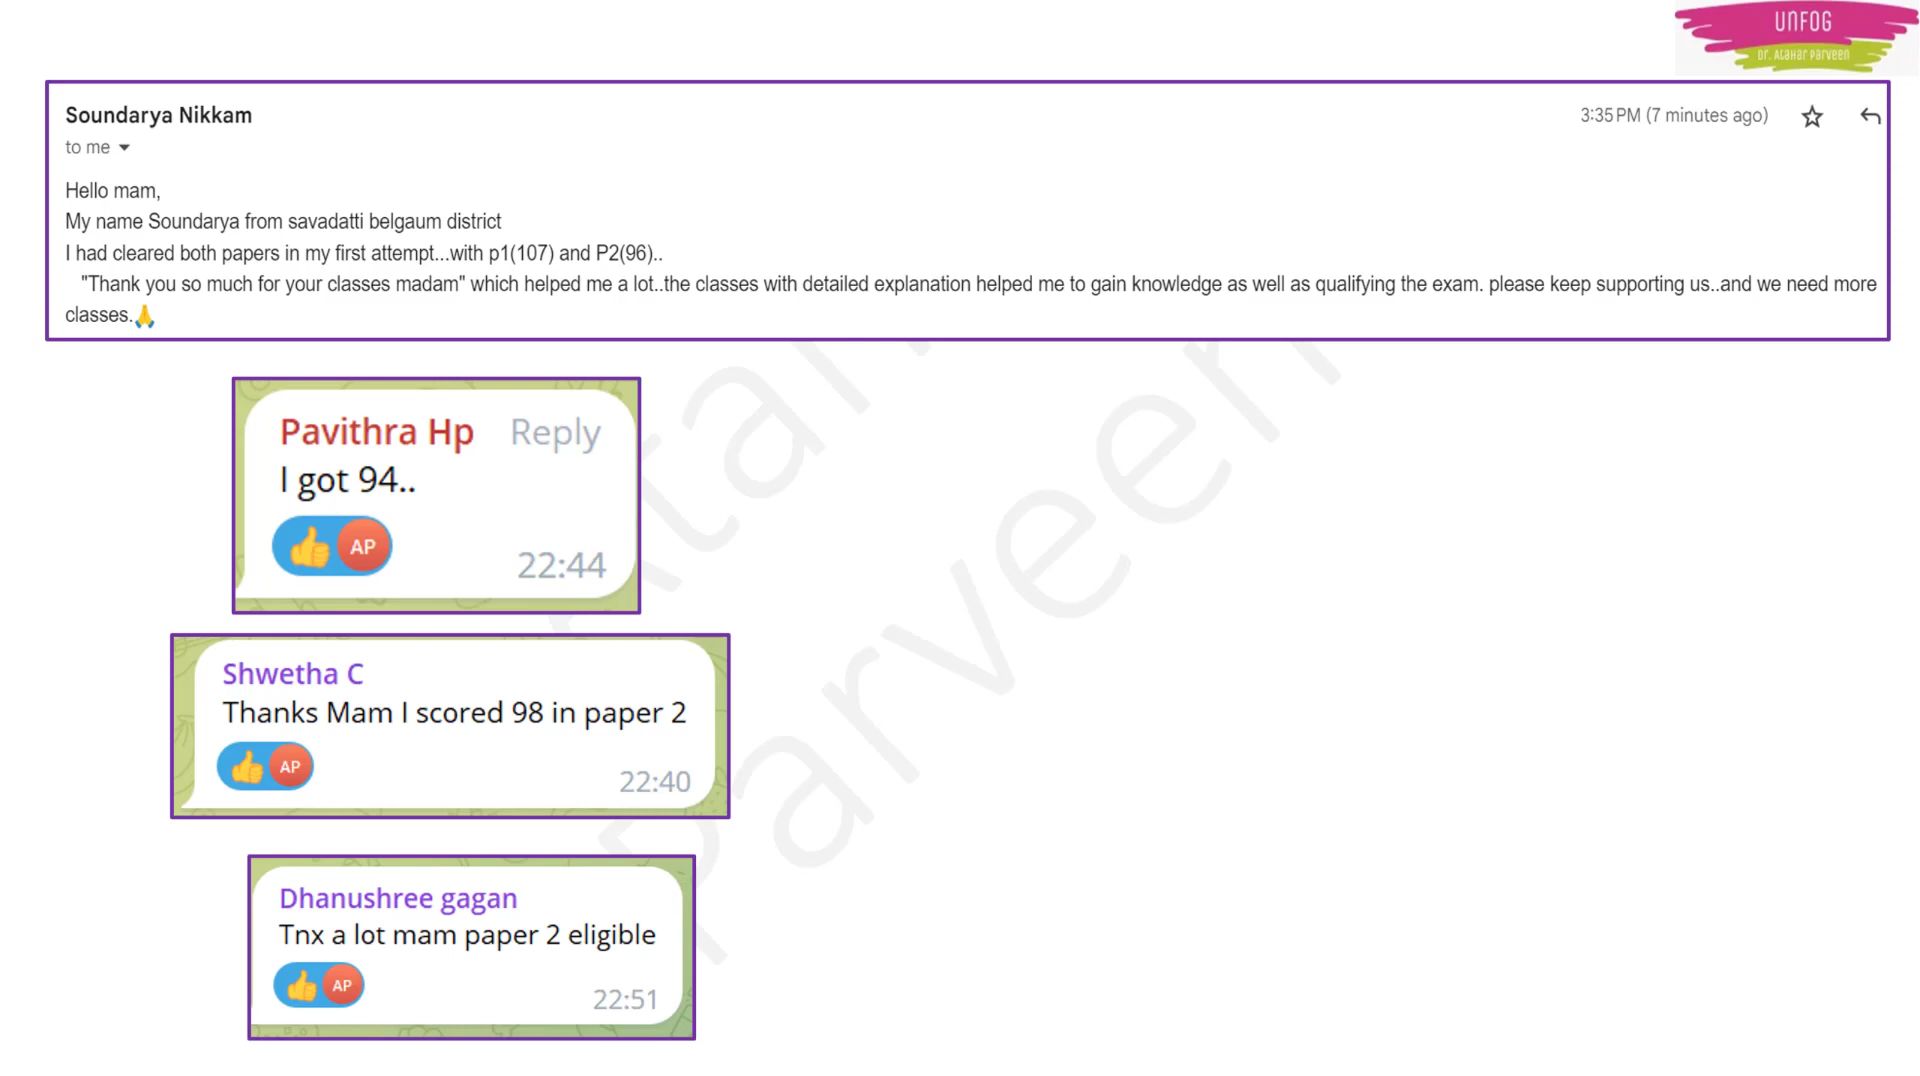 UNFOG
Dr. Atahar Parveen
Soundarya Nikkam
3:35 PM (7 minutes ago)
to me
Hello mam,
My name Soundarya from savadatti belgaum district
I had cleared both papers in my first attempt...with p1(107) and P2(96)..
"Thank you so much for your classes madam" which helped me a lot..the classes with detailed explanation helped me to gain knowledge as well as qualifying the exam. please keep supporting us..and we need more
classes.🙏
Pavithra Hp Reply
I got 94..
👍 AP
22:44
Shwetha C
Thanks Mam I scored 98 in paper 2
👍 AP
22:40
Dhanushree gagan
Tnx a lot mam paper 2 eligible
👍 AP
22:51
Parveen